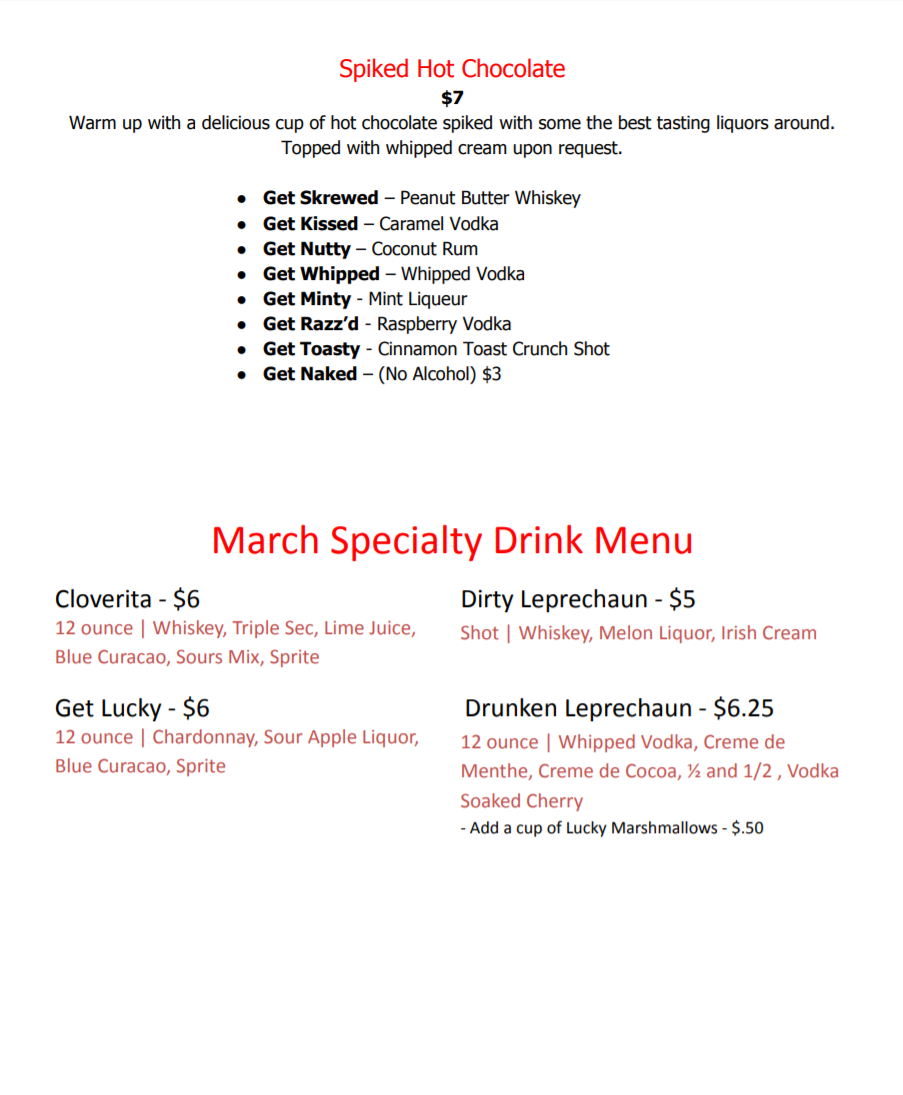 Spiked Hot Chocolate
$7
Warm up with a delicious cup of hot chocolate spiked with some the best tasting liquors around.
Topped with whipped cream upon request.
● Get Skrewed – Peanut Butter Whiskey
● Get Kissed – Caramel Vodka
● Get Nutty – Coconut Rum
● Get Whipped – Whipped Vodka
● Get Minty - Mint Liqueur
● Get Razz’d - Raspberry Vodka
● Get Toasty - Cinnamon Toast Crunch Shot
● Get Naked – (No Alcohol) $3
March Specialty Drink Menu
Cloverita - $6
12 ounce | Whiskey, Triple Sec, Lime Juice,
Blue Curacao, Sours Mix, Sprite
Dirty Leprechaun - $5
Shot | Whiskey, Melon Liquor, Irish Cream
Get Lucky - $6
12 ounce | Chardonnay, Sour Apple Liquor,
Blue Curacao, Sprite
Drunken Leprechaun - $6.25
12 ounce | Whipped Vodka, Creme de
Menthe, Creme de Cocoa, ½ and 1/2 , Vodka
Soaked Cherry
- Add a cup of Lucky Marshmallows - $.50